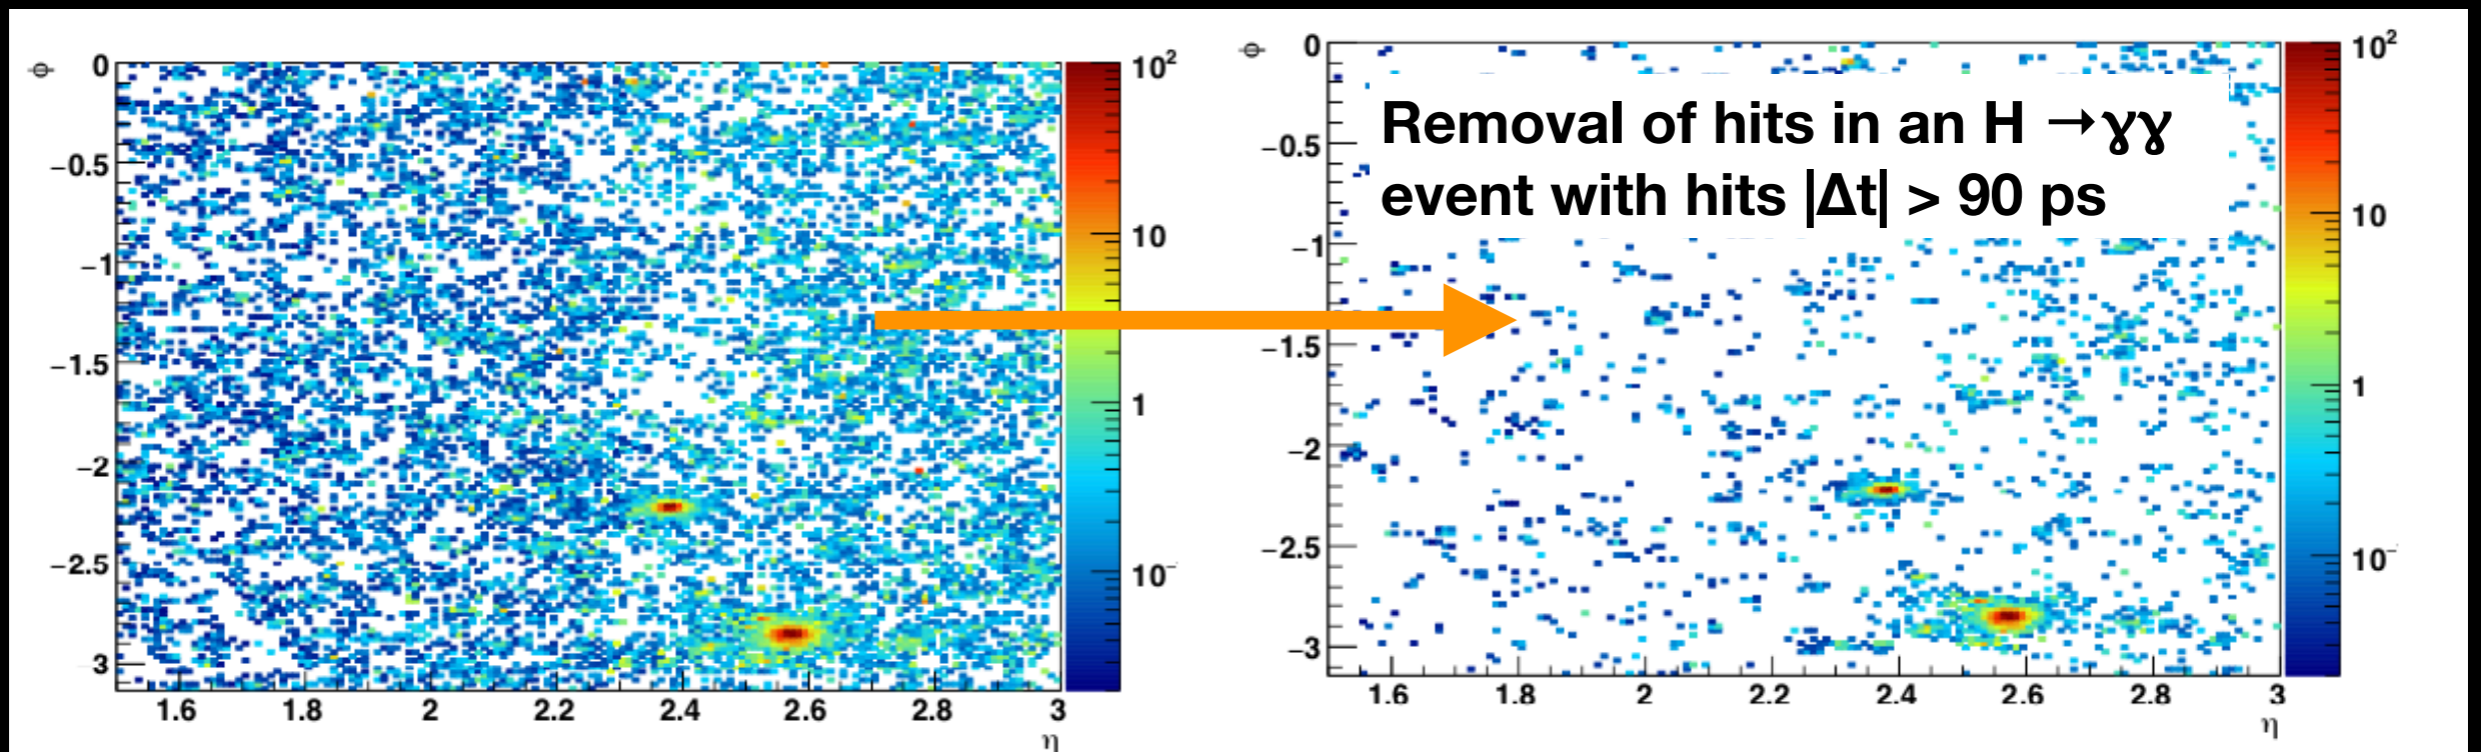 ϕ
0
−0.5
−1
−1.5
−2
−2.5
−3
1.6 1.8 2 2.2 2.4 2.6 2.8 3
η
10²
10
1
10⁻
ϕ
0
−0.5
−1
−1.5
−2
−2.5
−3
1.6 1.8 2 2.2 2.4 2.6 2.8 3
η
10²
10
1
10⁻
Removal of hits in an H →γγ
event with hits |Δt| > 90 ps